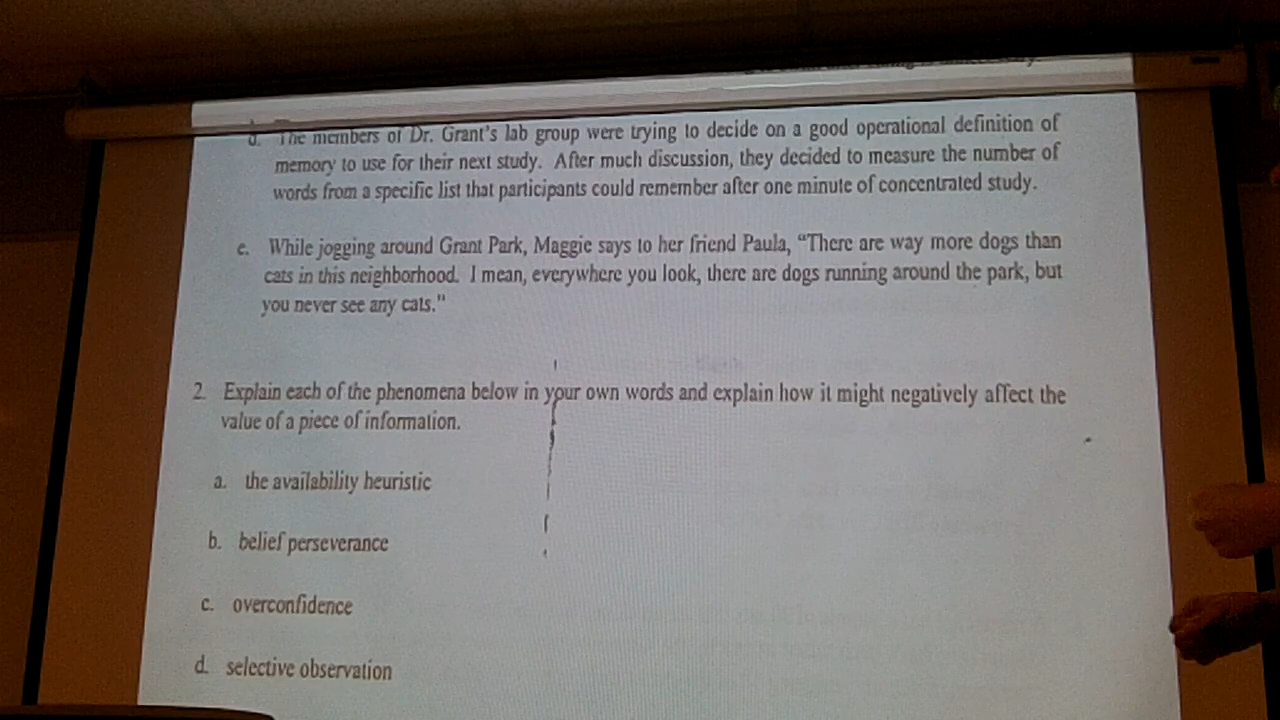 d. The members of Dr. Grant's lab group were trying to decide on a good operational definition of
memory to use for their next study. After much discussion, they decided to measure the number of
words from a specific list that participants could remember after one minute of concentrated study.
e. While jogging around Grant Park, Maggie says to her friend Paula, “There are way more dogs than
cats in this neighborhood. I mean, everywhere you look, there are dogs running around the park, but
you never see any cats."
2. Explain each of the phenomena below in your own words and explain how it might negatively affect the
value of a piece of information.
a. the availability heuristic
b. belief perseverance
c. overconfidence
d. selective observation